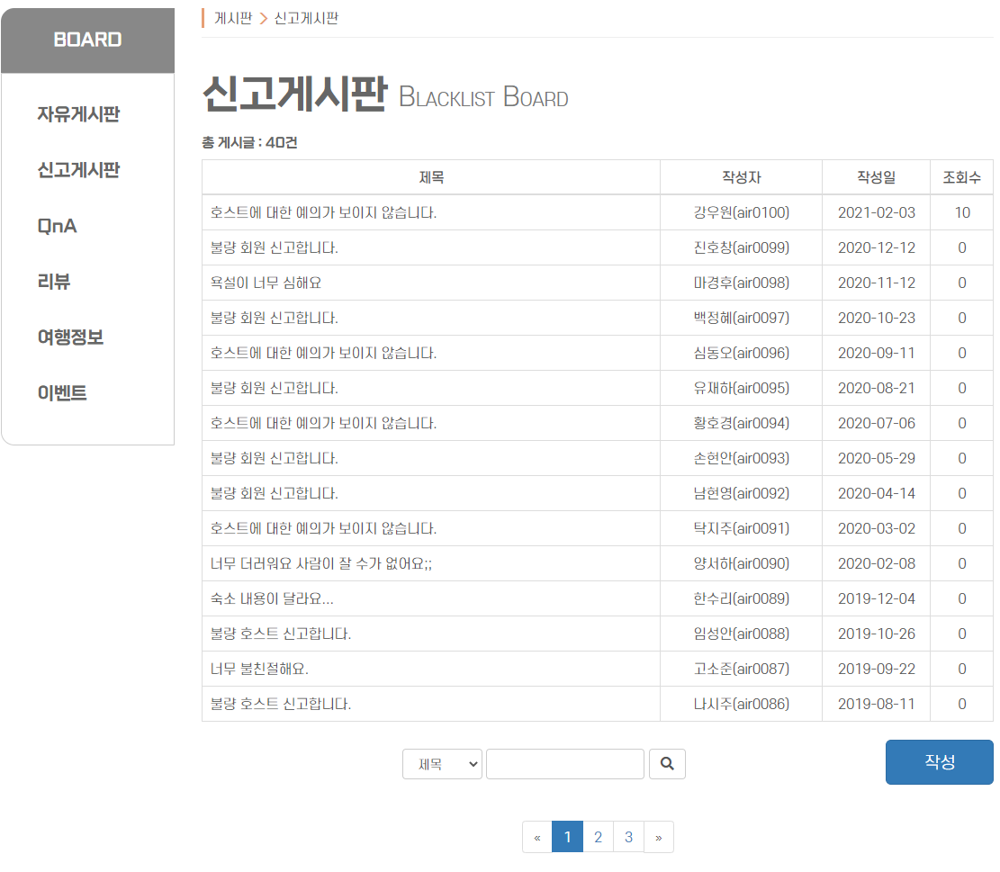 BOARD
자유게시판
신고게시판
QnA
리뷰
여행정보
이벤트
게시판 > 신고게시판
신고게시판 Blacklist Board
총 게시글 : 40건
제목 작성자 작성일 조회수
호스트에 대한 예의가 보이지 않습니다. 강우원(air0100) 2021-02-03 10
불량 회원 신고합니다. 진호창(air0099) 2020-12-12 0
욕설이 너무 심해요 마경후(air0098) 2020-11-12 0
불량 회원 신고합니다. 백정혜(air0097) 2020-10-23 0
호스트에 대한 예의가 보이지 않습니다. 심동오(air0096) 2020-09-11 0
불량 회원 신고합니다. 유재하(air0095) 2020-08-21 0
호스트에 대한 예의가 보이지 않습니다. 황호경(air0094) 2020-07-06 0
불량 회원 신고합니다. 손현안(air0093) 2020-05-29 0
불량 회원 신고합니다. 남현영(air0092) 2020-04-14 0
호스트에 대한 예의가 보이지 않습니다. 탁지주(air0091) 2020-03-02 0
너무 더러워요 사람이 잘 수가 없어요;; 양서하(air0090) 2020-02-08 0
숙소 내용이 달라요... 한수리(air0089) 2019-12-04 0
불량 호스트 신고합니다. 임성안(air0088) 2019-10-26 0
너무 불친절해요. 고소준(air0087) 2019-09-22 0
불량 호스트 신고합니다. 나시주(air0086) 2019-08-11 0
제목
작성
« 1 2 3 »